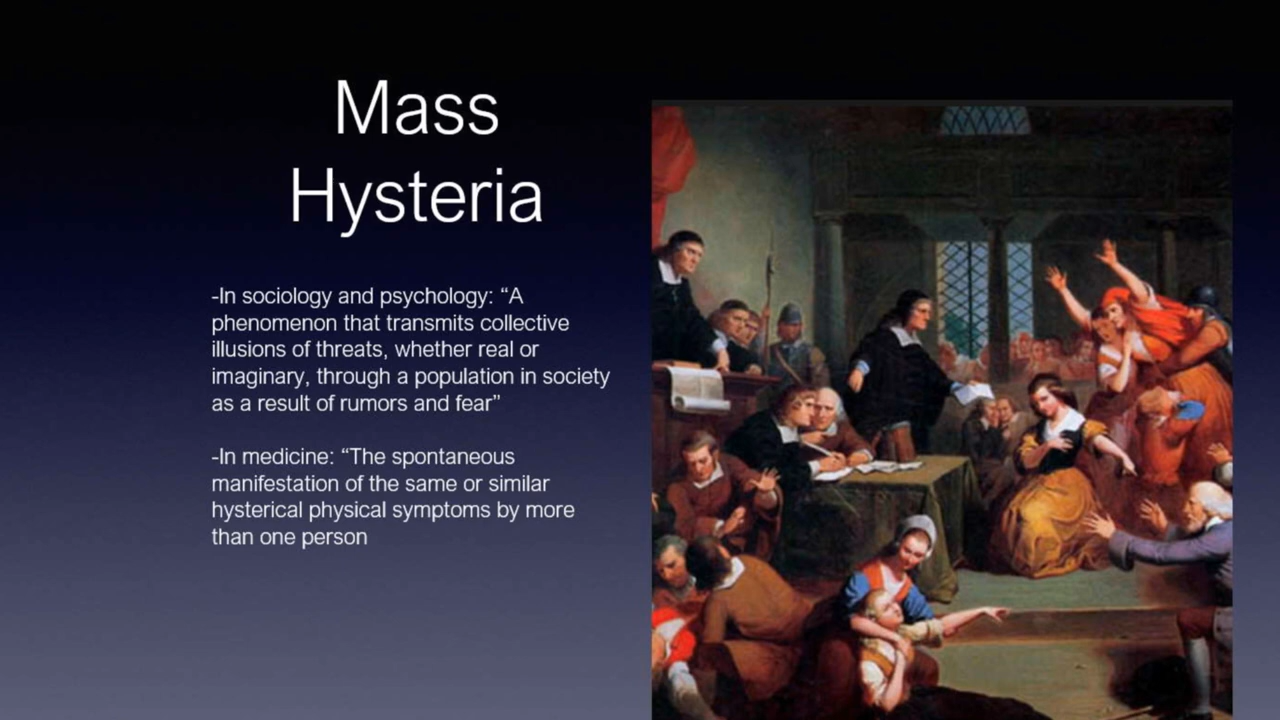 Mass
Hysteria
-In sociology and psychology: “A
phenomenon that transmits collective
illusions of threats, whether real or
imaginary, through a population in society
as a result of rumors and fear”
-In medicine: “The spontaneous
manifestation of the same or similar
hysterical physical symptoms by more
than one person